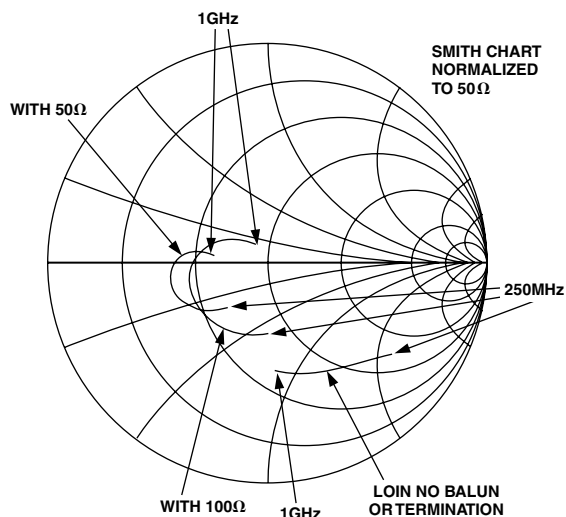 1GHz
SMITH CHART
NORMALIZED
TO 50Ω
WITH 50Ω
250MHz
WITH 100Ω
1GHz
LOIN NO BALUN
OR TERMINATION